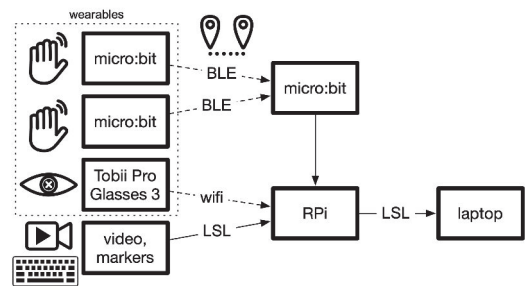 wearables
micro:bit
BLE
micro:bit
micro:bit
BLE
Tobii Pro
Glasses 3
wifi
RPi
LSL
laptop
video,
markers
LSL